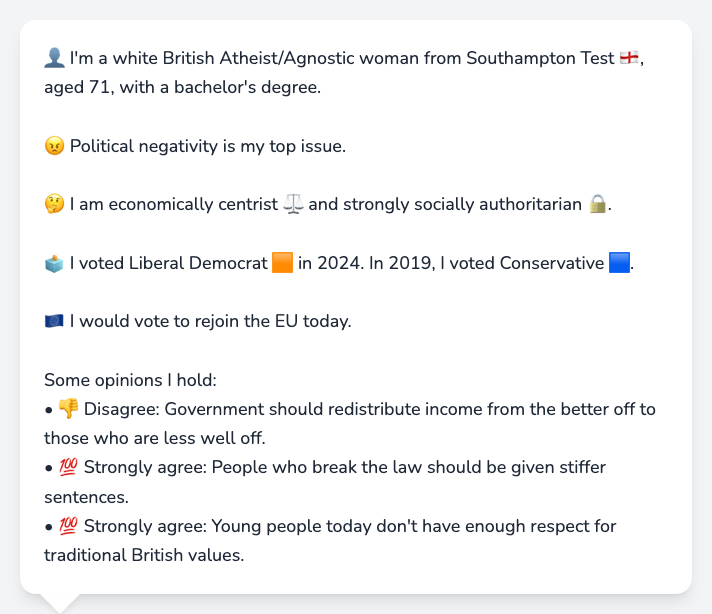 👤 I'm a white British Atheist/Agnostic woman from Southampton Test 🏴󠁧󠁢󠁥󠁮󠁧󠁿,
aged 71, with a bachelor's degree.
😠 Political negativity is my top issue.
🤔 I am economically centrist ⚖️ and strongly socially authoritarian 🔒.
🗳️ I voted Liberal Democrat 🟧 in 2024. In 2019, I voted Conservative 🟦.
🇪🇺 I would vote to rejoin the EU today.
Some opinions I hold:
• 👎 Disagree: Government should redistribute income from the better off to
those who are less well off.
• 💯 Strongly agree: People who break the law should be given stiffer
sentences.
• 💯 Strongly agree: Young people today don't have enough respect for
traditional British values.